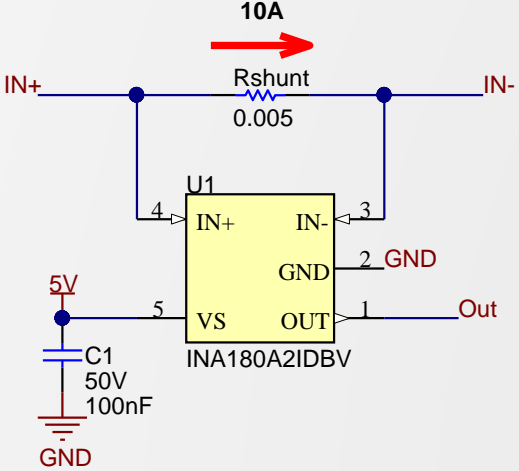 10A
IN+ Rshunt IN-
0.005
U1
4 IN+ IN- 3
GND 2 GND
5V
5 VS OUT 1 Out
C1 INA180A2IDBV
50V
100nF
GND